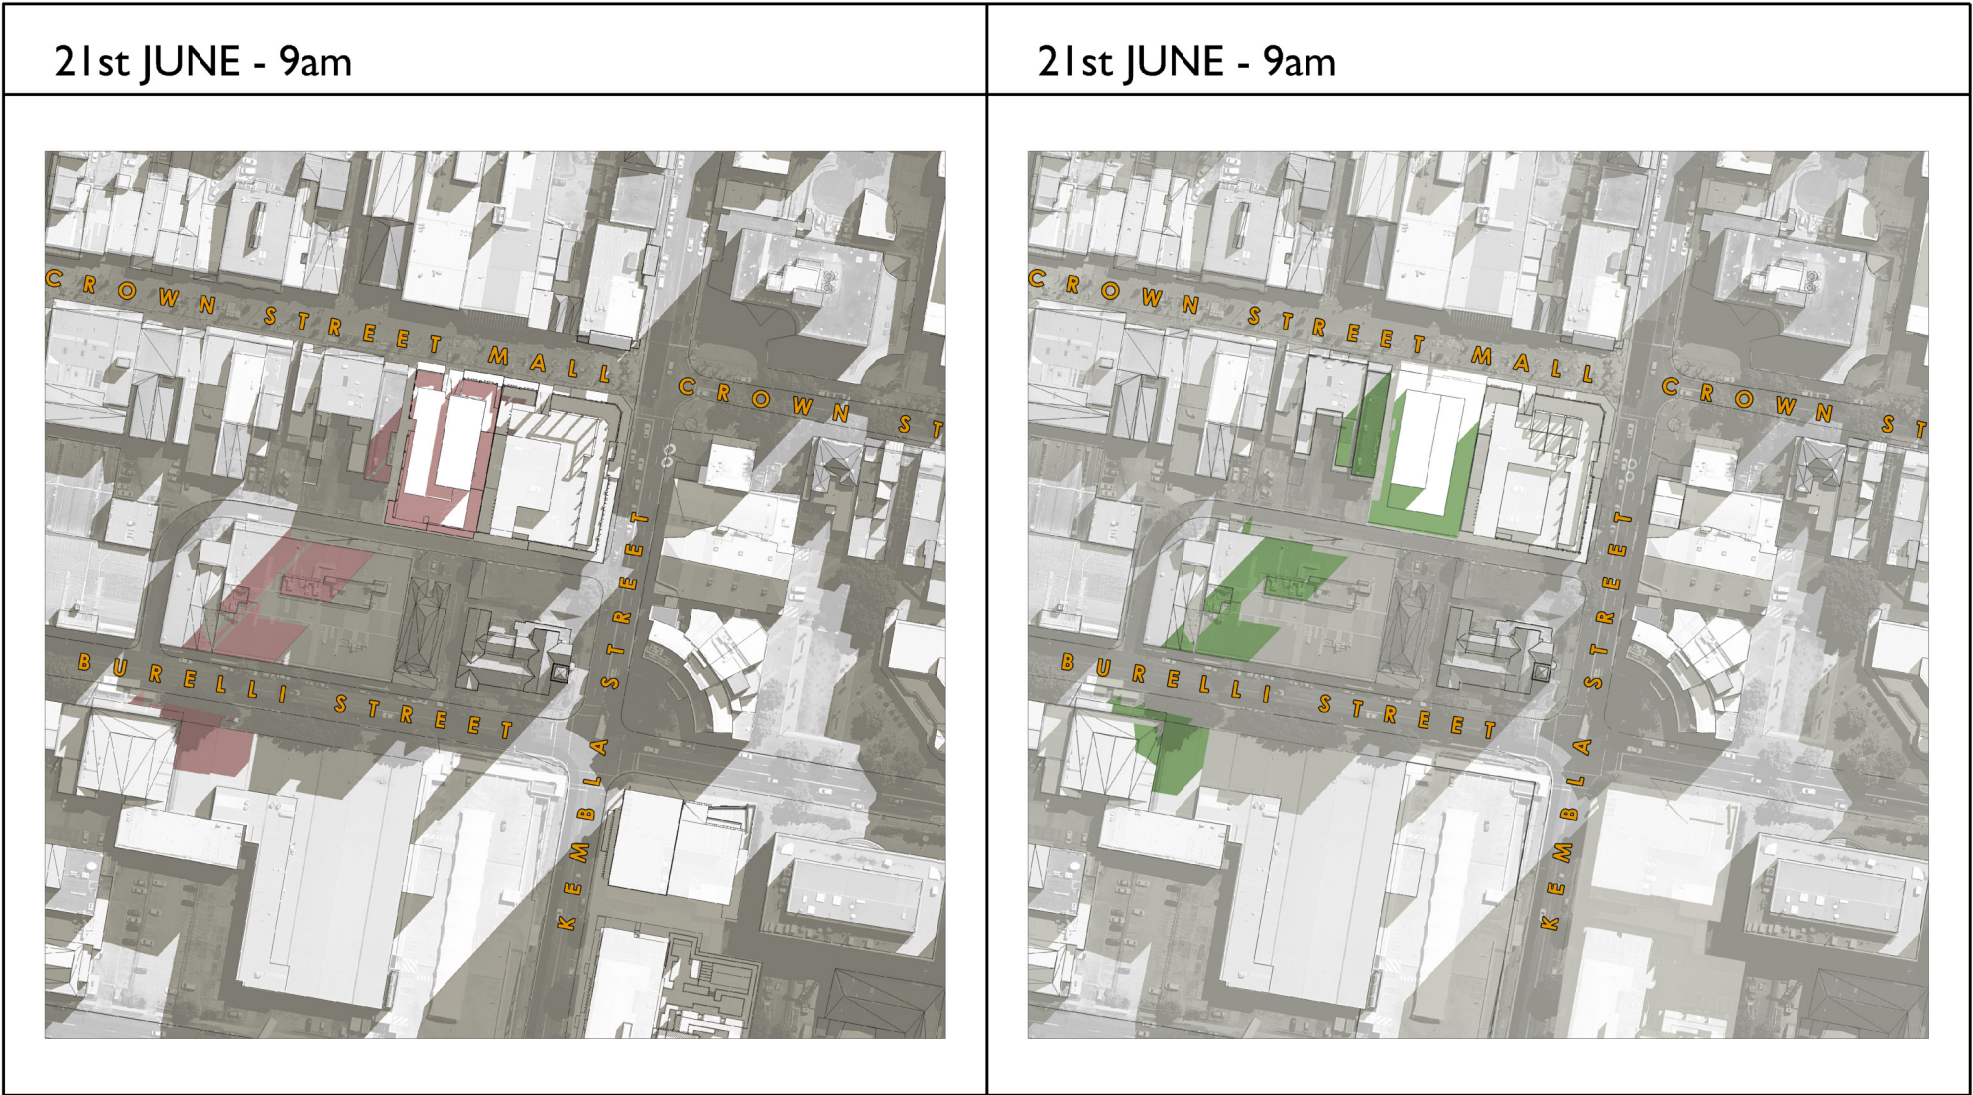 21st JUNE - 9am
CROWN STREET MALL
CROWN ST
BURELLI STREET
KEMBLA STREET
21st JUNE - 9am
CROWN STREET MALL
CROWN ST
BURELLI STREET
KEMBLA STREET